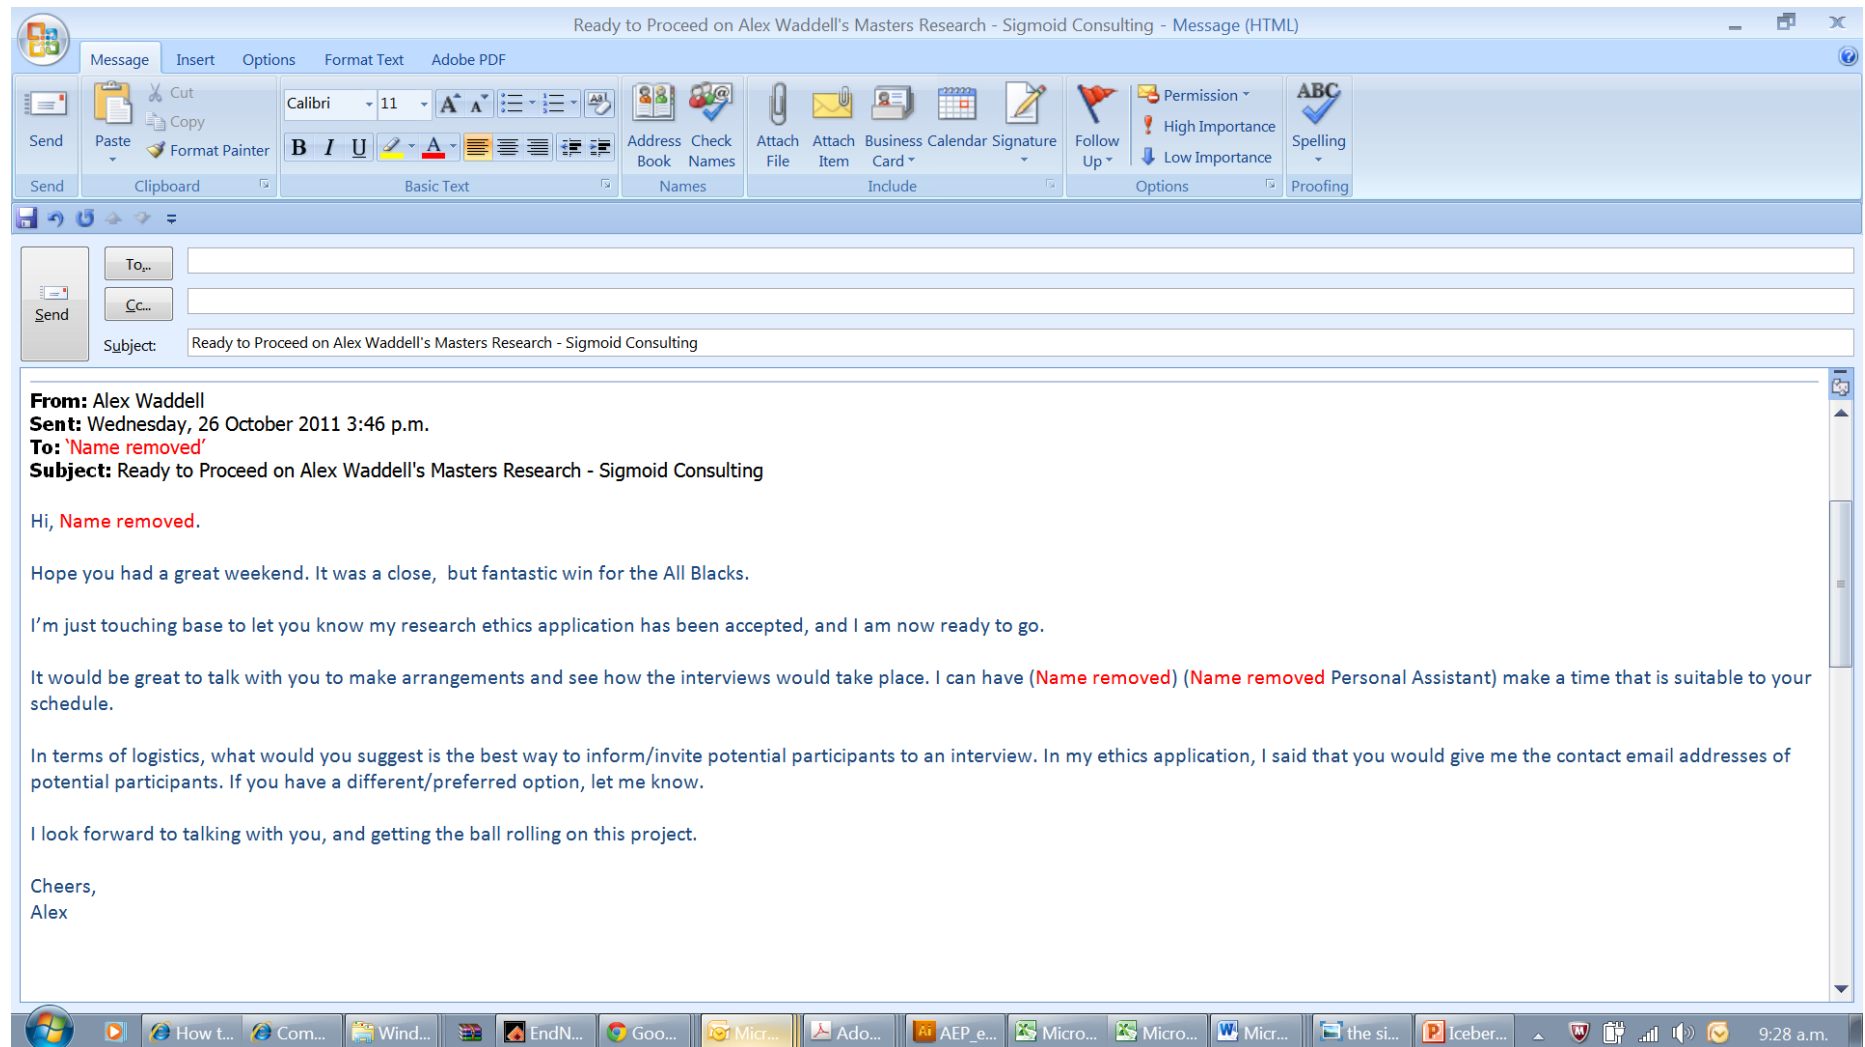 Ready to Proceed on Alex Waddell's Masters Research - Sigmoid Consulting - Message (HTML)
Message Insert Options Format Text Adobe PDF
Send
Paste
Cut
Copy
Format Painter
Calibri 11
B I U A
Address Book
Check Names
Attach File
Attach Item
Business Card
Calendar
Signature
Follow Up
Permission
High Importance
Low Importance
ABC
Spelling
Send Clipboard Basic Text Names Include Options Proofing
Send
To...
Cc...
Subject: Ready to Proceed on Alex Waddell's Masters Research - Sigmoid Consulting
From: Alex Waddell
Sent: Wednesday, 26 October 2011 3:46 p.m.
To: ‘Name removed’
Subject: Ready to Proceed on Alex Waddell's Masters Research - Sigmoid Consulting
Hi, Name removed.
Hope you had a great weekend. It was a close,  but fantastic win for the All Blacks.
I’m just touching base to let you know my research ethics application has been accepted, and I am now ready to go.
It would be great to talk with you to make arrangements and see how the interviews would take place. I can have (Name removed) (Name removed Personal Assistant) make a time that is suitable to your
schedule.
In terms of logistics, what would you suggest is the best way to inform/invite potential participants to an interview. In my ethics application, I said that you would give me the contact email addresses of
potential participants. If you have a different/preferred option, let me know.
I look forward to talking with you, and getting the ball rolling on this project.
Cheers,
Alex
How t... Com... Wind... EndN... Goo... Micr... Ado... AEP_e... Micro... Micro... Micr... the si... Iceber... 9:28 a.m.